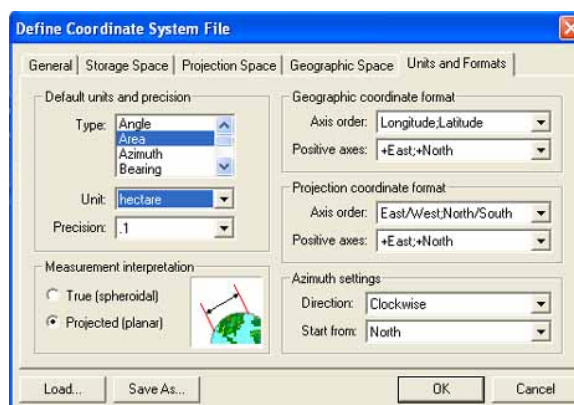 Define Coordinate System File
General
Storage Space
Projection Space
Geographic Space
Units and Formats
Default units and precision
Type:
Angle
Area
Azimuth
Bearing
Unit:
hectare
Precision:
.1
Measurement interpretation
True (spheroidal)
Projected (planar)
Geographic coordinate format
Axis order:
Longitude;Latitude
Positive axes:
+East;+North
Projection coordinate format
Axis order:
East/West;North/South
Positive axes:
+East;+North
Azimuth settings
Direction:
Clockwise
Start from:
North
Load...
Save As...
OK
Cancel